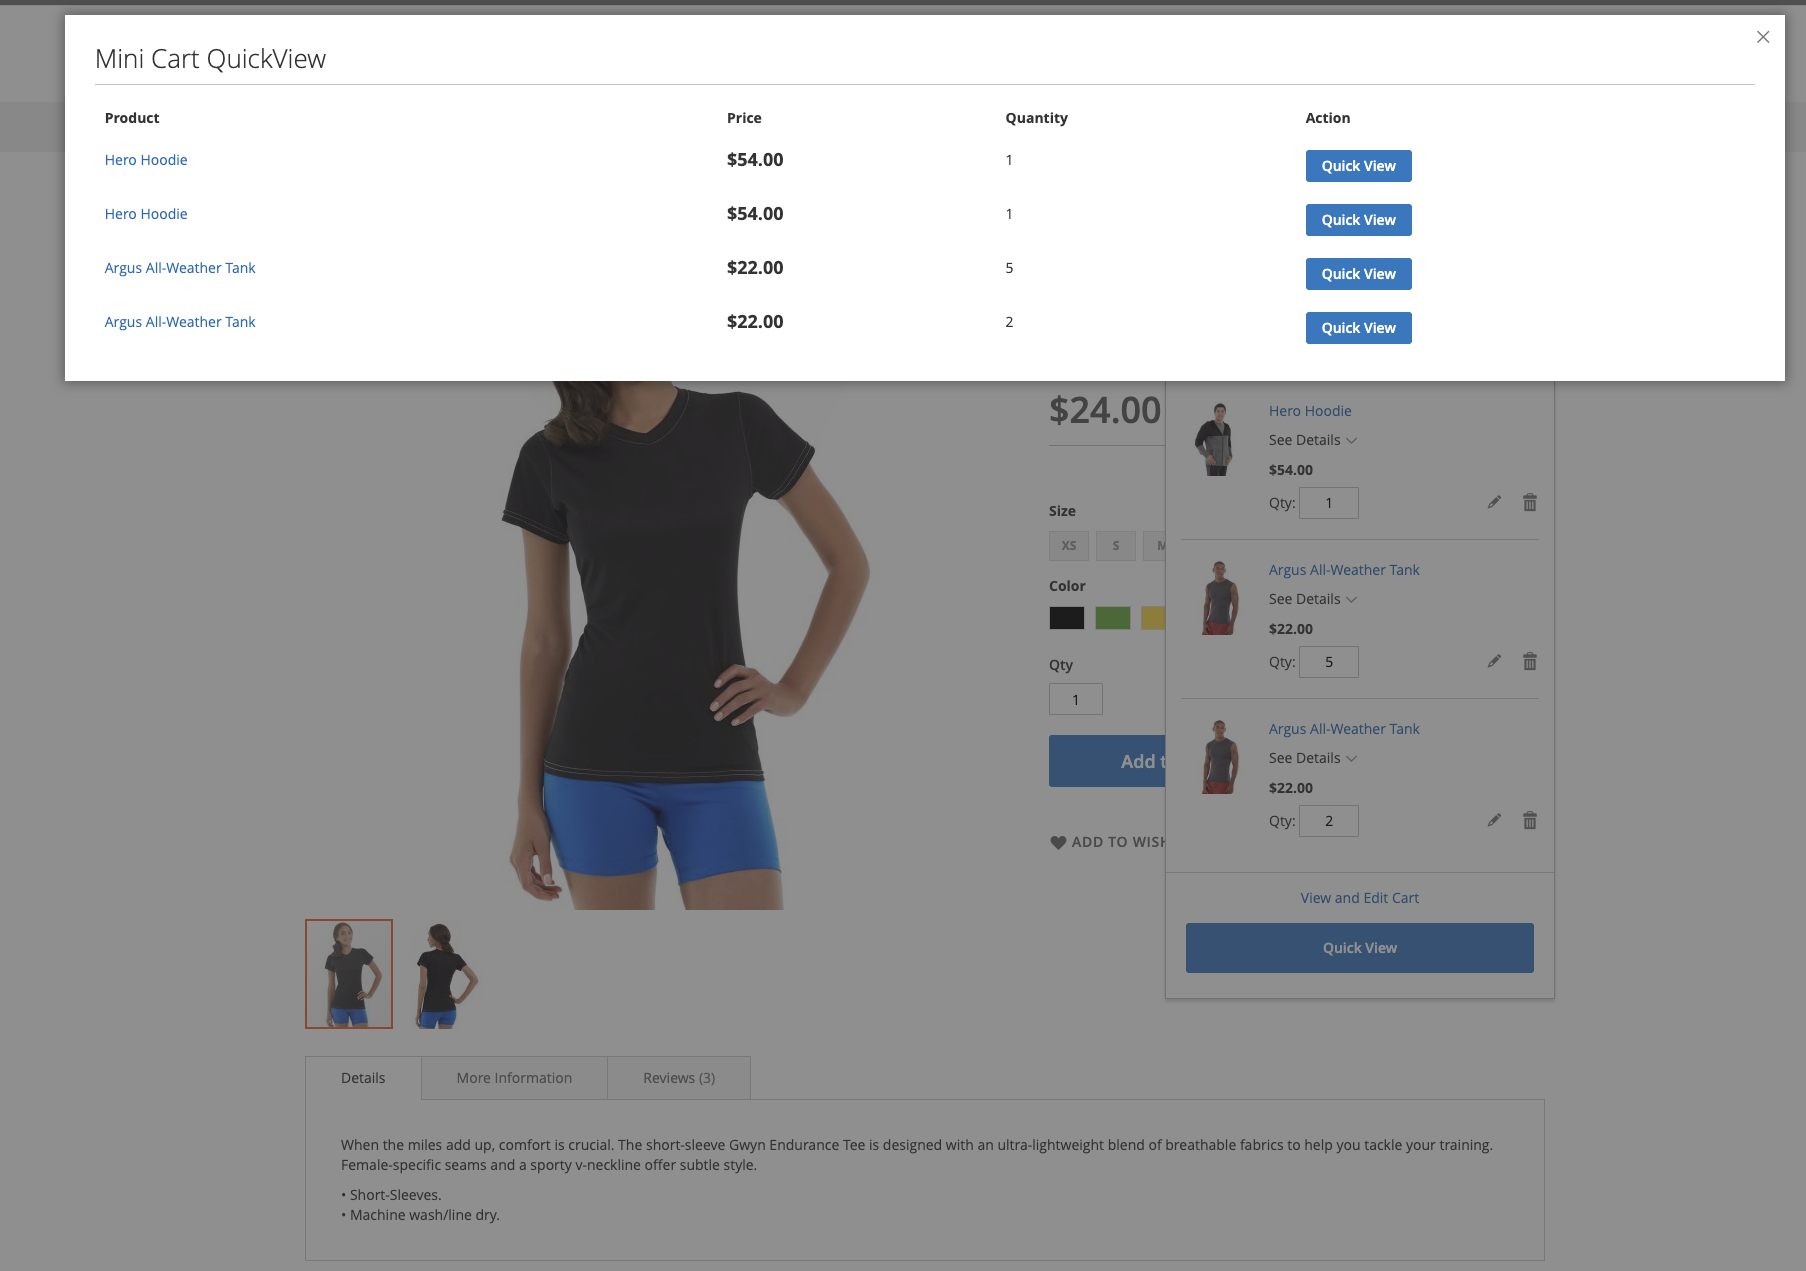 Mini Cart QuickView
Product Price Quantity Action
Hero Hoodie $54.00 1 Quick View
Hero Hoodie $54.00 1 Quick View
Argus All-Weather Tank $22.00 5 Quick View
Argus All-Weather Tank $22.00 2 Quick View
$24.00
Size
XS S M
Color
Qty
1
Add t
ADD TO WISH
Hero Hoodie
See Details
$54.00
Qty: 1
Argus All-Weather Tank
See Details
$22.00
Qty: 5
Argus All-Weather Tank
See Details
$22.00
Qty: 2
View and Edit Cart
Quick View
Details More Information Reviews (3)
When the miles add up, comfort is crucial. The short-sleeve Gwyn Endurance Tee is designed with an ultra-lightweight blend of breathable fabrics to help you tackle your training.
Female-specific seams and a sporty v-neckline offer subtle style.
• Short-Sleeves.
• Machine wash/line dry.